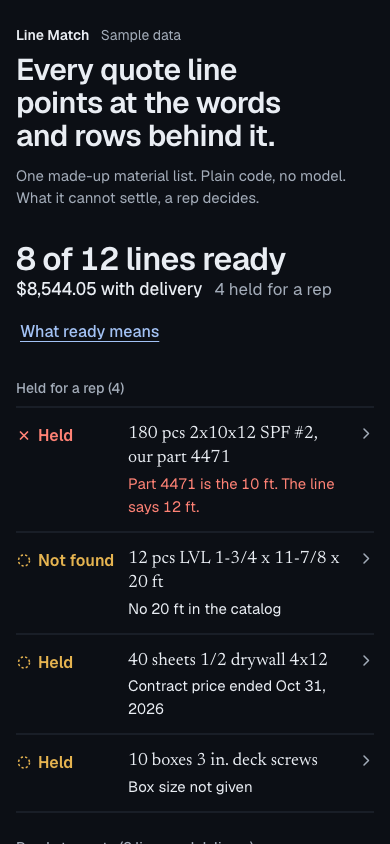 Line Match Sample data
Every quote line
points at the words
and rows behind it.
One made-up material list. Plain code, no model.
What it cannot settle, a rep decides.
8 of 12 lines ready
$8,544.05 with delivery 4 held for a rep
What ready means
Held for a rep (4)
Held
180 pcs 2x10x12 SPF #2,
our part 4471
Part 4471 is the 10 ft. The line
says 12 ft.
Not found
12 pcs LVL 1-3/4 x 11-7/8 x
20 ft
No 20 ft in the catalog
Held
40 sheets 1/2 drywall 4x12
Contract price ended Oct 31,
2026
Held
10 boxes 3 in. deck screws
Box size not given